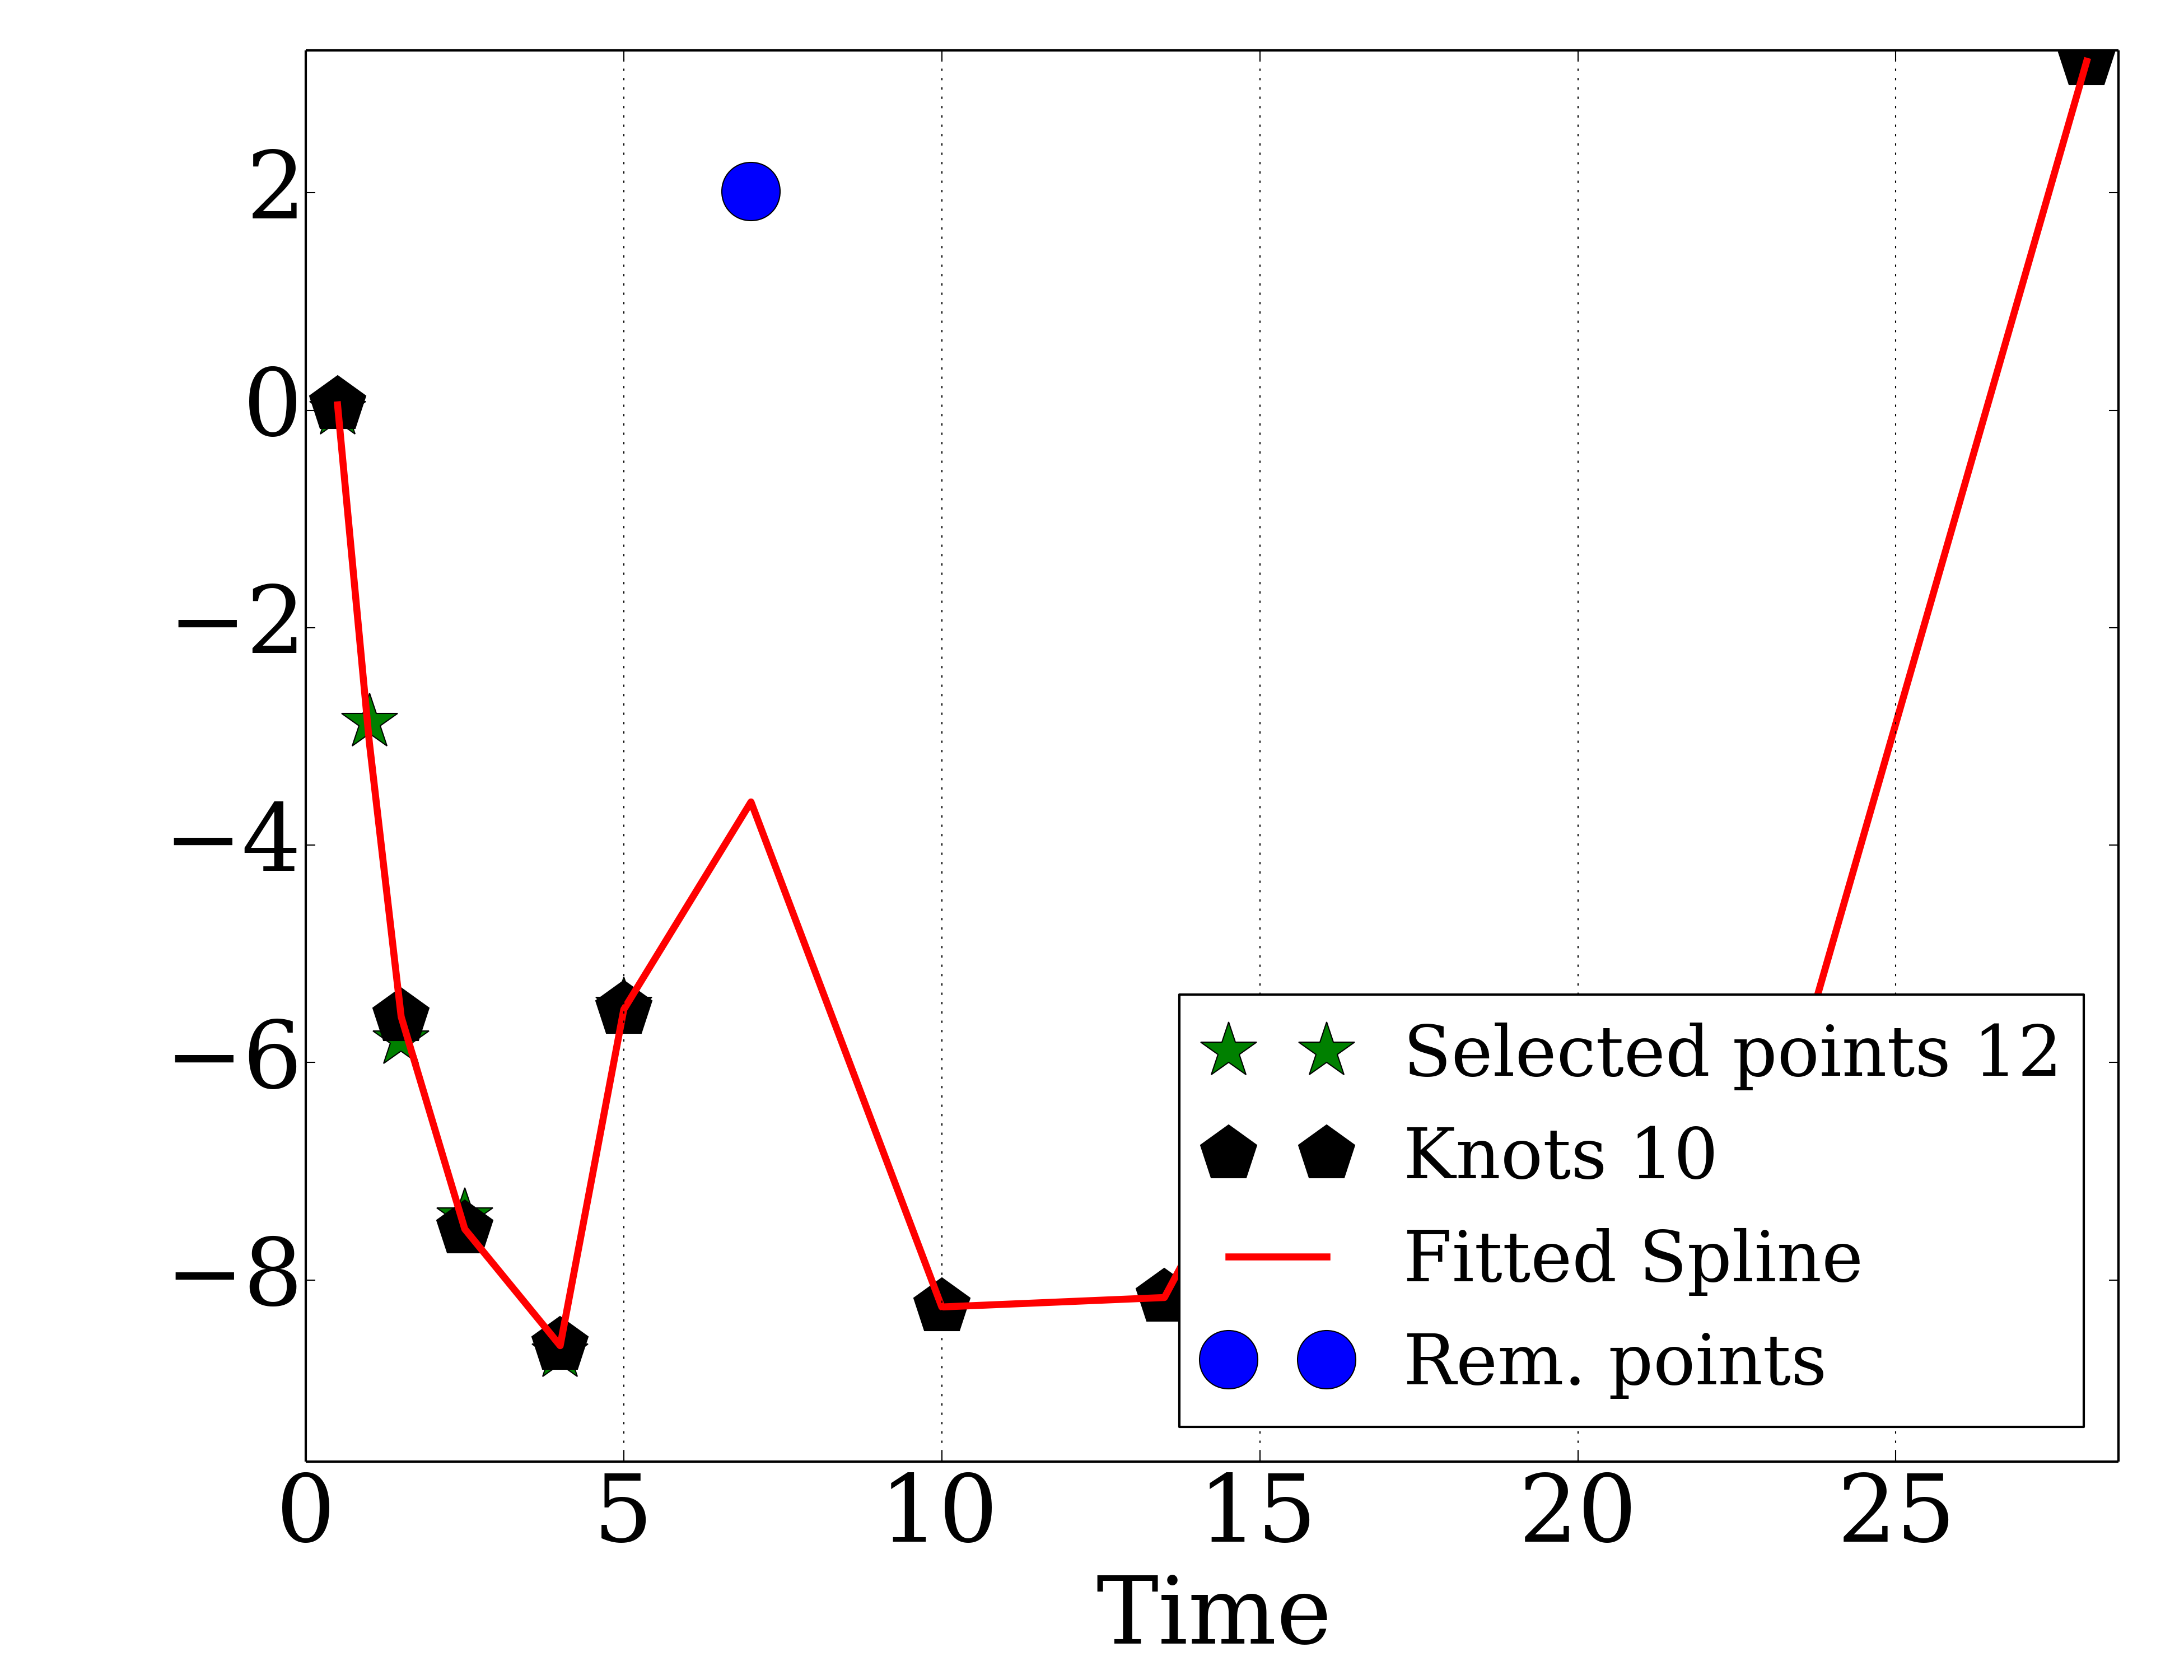 2
0
−2
−4
−6
−8
Selected points 12
Knots 10
Fitted Spline
Rem. points
0 5 10 15 20 25
Time